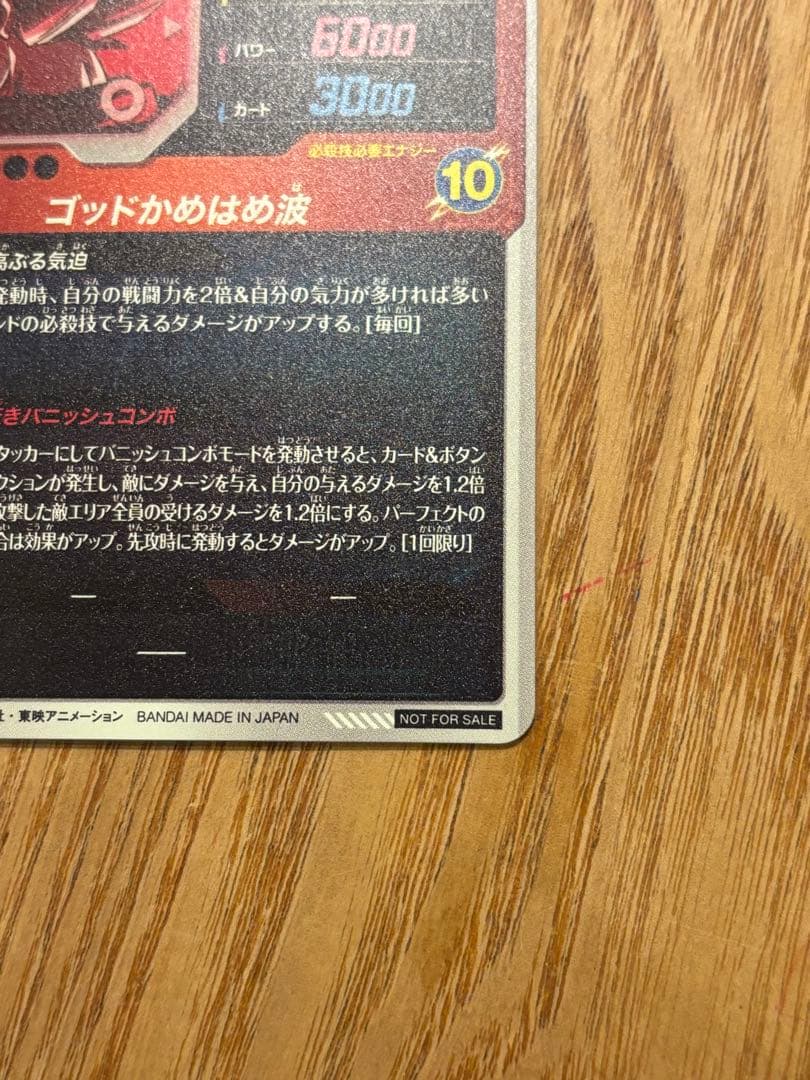 パワー 6000
カード 3000
必殺技必要エナジー
10
ゴッドかめはめ波
高ぶる気迫
発動時、自分の戦闘力を2倍&自分の気力が多ければ多い
ンドの必殺技で与えるダメージがアップする。[毎回]
きバニッシュコンボ
タッカーにしてバニッシュコンボモードを発動させると、カード&ボタン
クションが発生し、敵にダメージを与え、自分の与えるダメージを1.2倍
攻撃した敵エリア全員の受けるダメージを1.2倍にする。パーフェクトの
合は効果がアップ。先攻時に発動するとダメージがアップ。[1回限り]
社・東映アニメーション BANDAI MADE IN JAPAN NOT FOR SALE